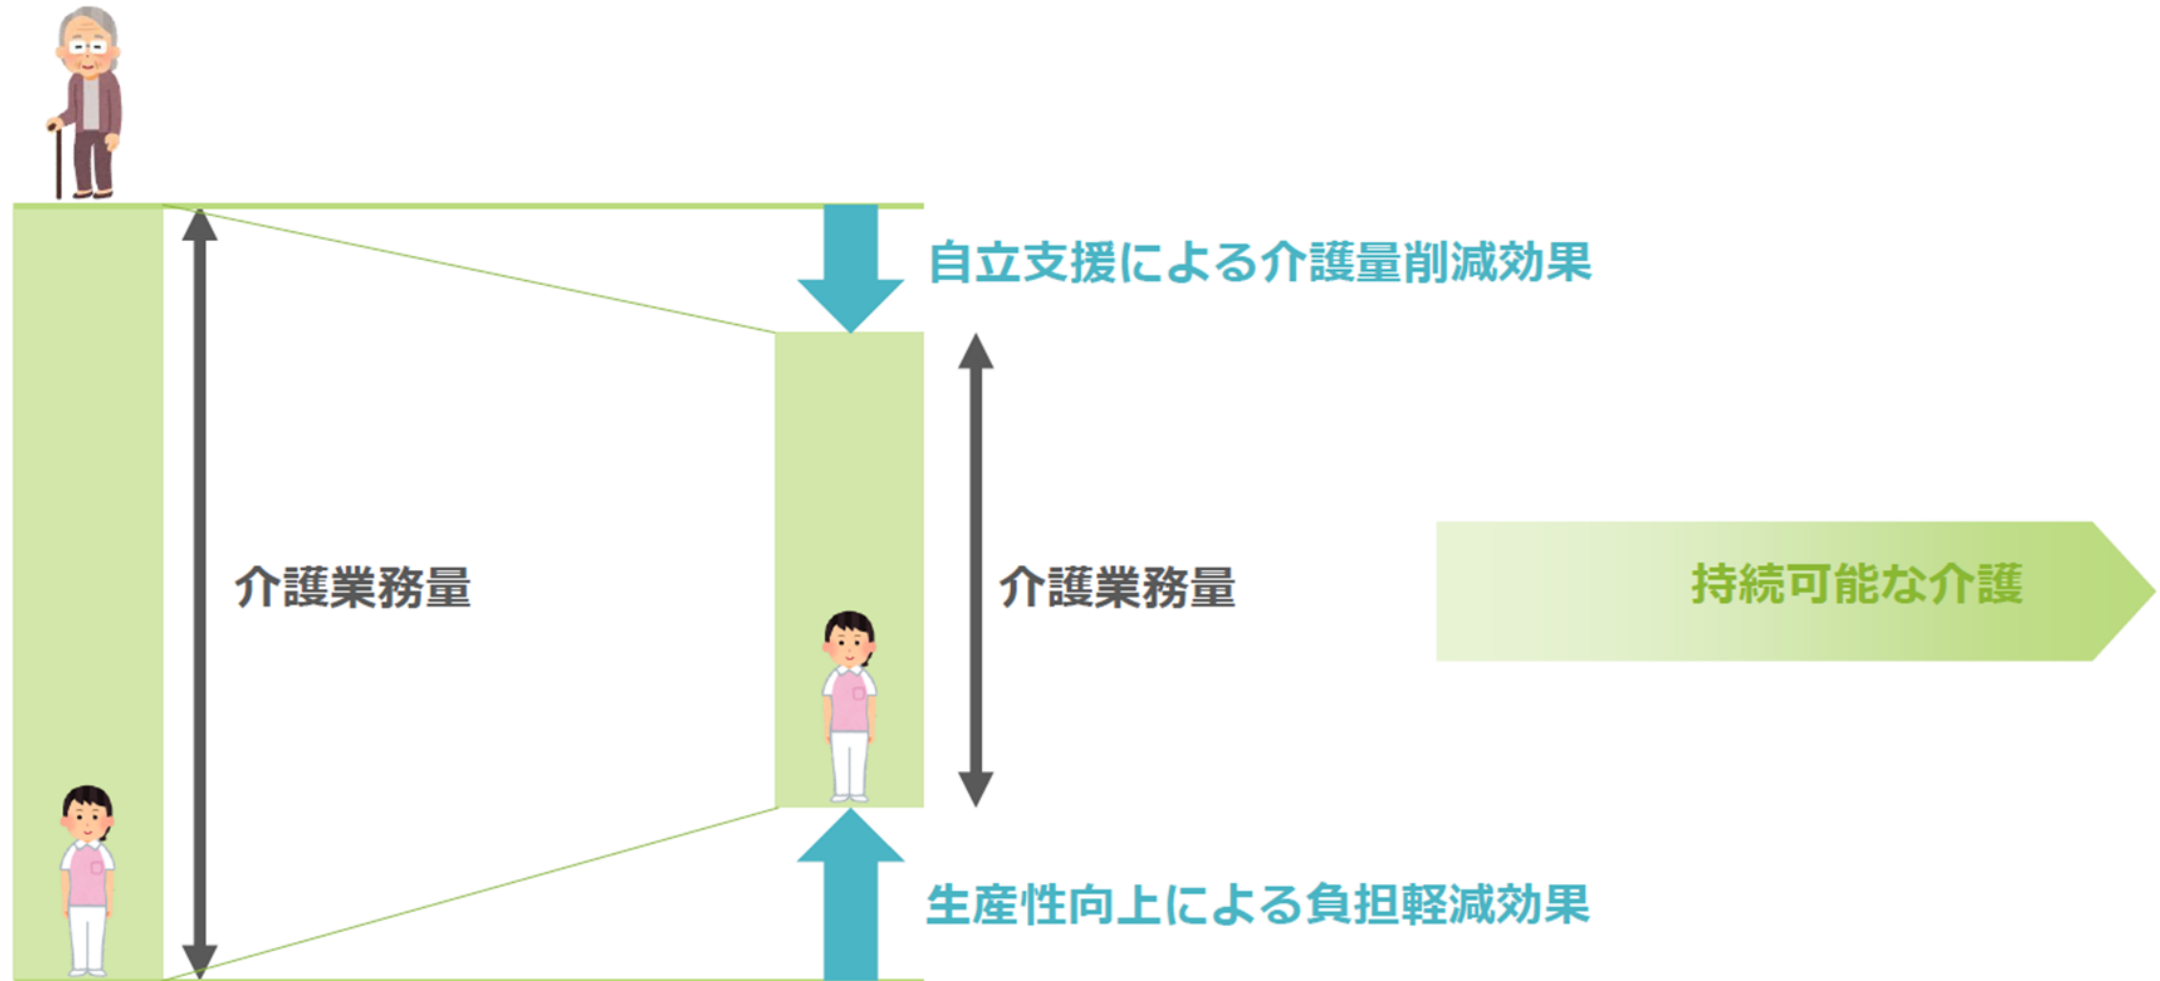 自立支援による介護量削減効果
介護業務量
介護業務量
持続可能な介護
生産性向上による負担軽減効果